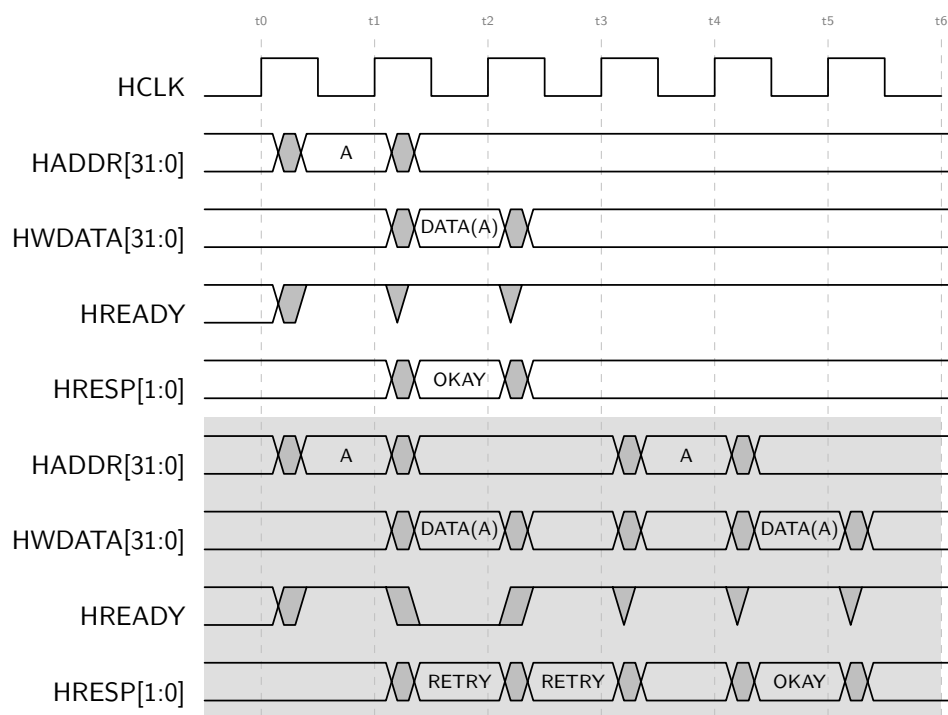 t0 t1 t2 t3 t4 t5 t6
HCLK
HADDR[31:0] A
HWDATA[31:0] DATA(A)
HREADY
HRESP[1:0] OKAY
HADDR[31:0] A A
HWDATA[31:0] DATA(A) DATA(A)
HREADY
HRESP[1:0] RETRY RETRY OKAY